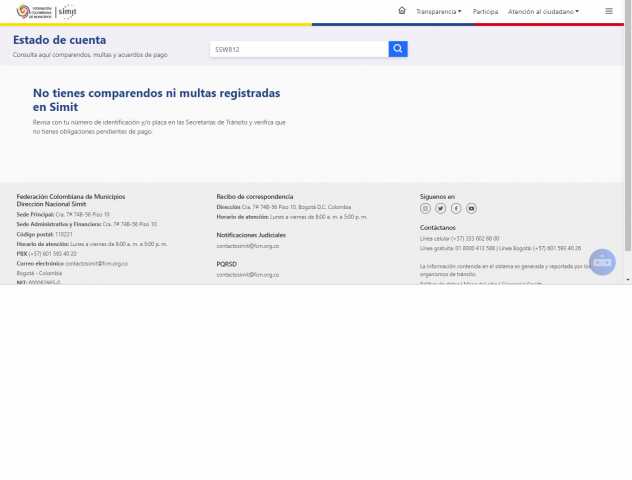 FEDERACIÓN COLOMBIANA DE MUNICIPIOS | simit
Transparencia Participa Atención al ciudadano
Estado de cuenta
Consulta aquí comparendos, multas y acuerdos de pago
SSW812
No tienes comparendos ni multas registradas
en Simit
Revisa con tu número de identificación y/o placa en las Secretarías de Tránsito y verifica que
no tienes obligaciones pendientes de pago.
Federación Colombiana de Municipios
Dirección Nacional Simit
Sede Principal: Cra. 7# 74B-56 Piso 10
Sede Administrativa y Financiera: Cra. 7# 74B-56 Piso 10
Código postal: 110221
Horario de atención: Lunes a viernes de 8:00 a. m. a 5:00 p. m.
PBX:(+57) 601 593 40 20
Correo electrónico contactosimit@fcm.org.co
Bogotá - Colombia
Recibo de correspondencia
Dirección: Cra. 7# 74B-56 Piso 10, Bogotá D.C. Colombia
Horario de atención: Lunes a viernes de 8:00 a. m. a 5:00 p. m.
Notificaciones Judiciales
contactosimit@fcm.org.co
PQRSD
contactosimit@fcm.org.co
Síguenos en
Contáctanos
Línea celular (+57) 333 602 88 00
Línea gratuita: 01 8000 413 588 | Línea Bogotá: (+57) 601 593 40 20
La información contenida en el sistema es generada y reportada por los
organismos de tránsito.